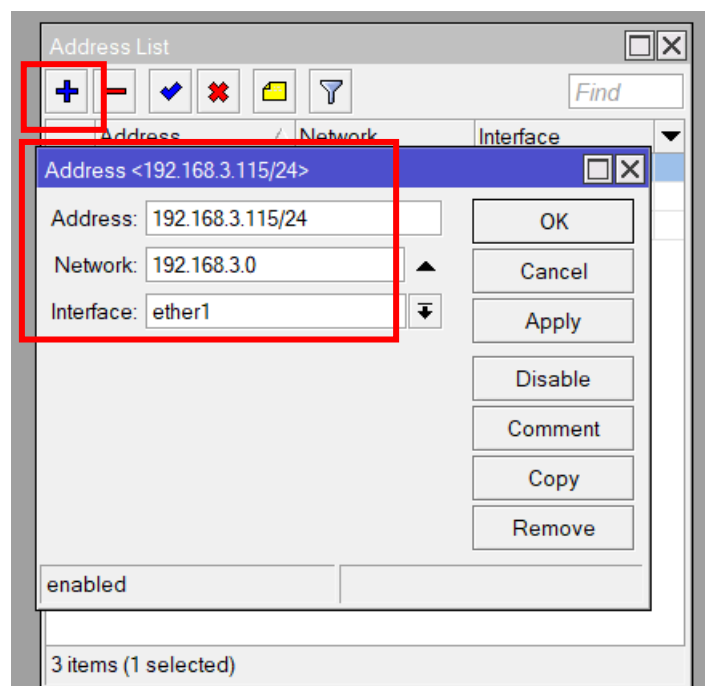 Address List
Find
Address Network Interface
Address <192.168.3.115/24>
Address: 192.168.3.115/24
OK
Network: 192.168.3.0
Cancel
Interface: ether1
Apply
Disable
Comment
Copy
Remove
enabled
3 items (1 selected)